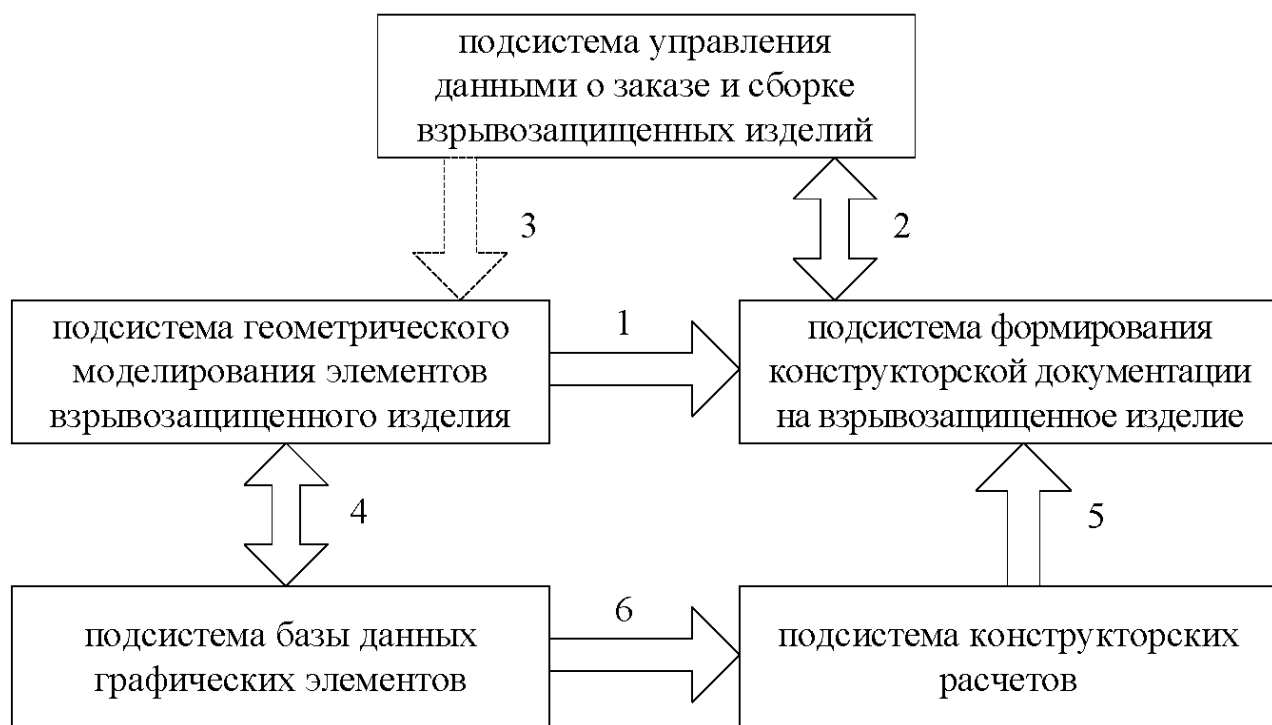 подсистема управления
данными о заказе и сборке
взрывозащищенных изделий
3
2
подсистема геометрического
моделирования элементов
взрывозащищенного изделия
1
подсистема формирования
конструкторской документации
на взрывозащищенное изделие
4
5
подсистема базы данных
графических элементов
6
подсистема конструкторских
расчетов